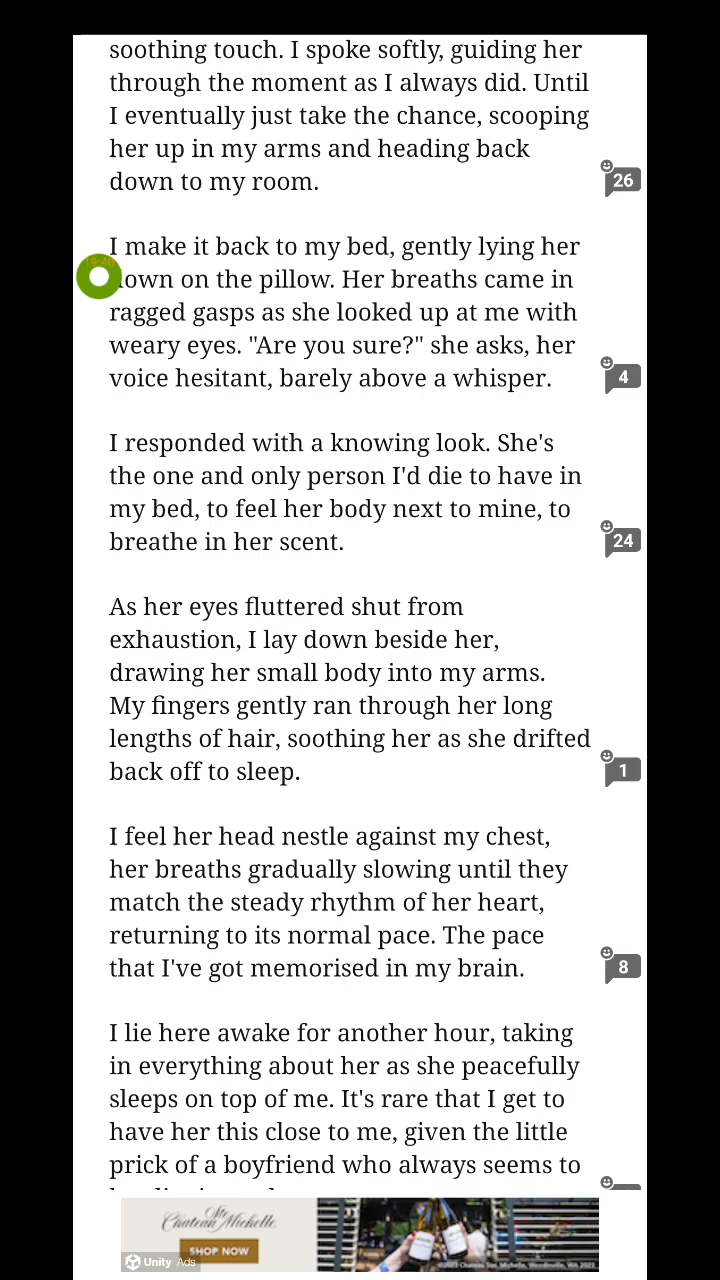 soothing touch. I spoke softly, guiding her
through the moment as I always did. Until
I eventually just take the chance, scooping
her up in my arms and heading back
down to my room.
26
I make it back to my bed, gently lying her
down on the pillow. Her breaths came in
ragged gasps as she looked up at me with
weary eyes. "Are you sure?" she asks, her
voice hesitant, barely above a whisper.
4
I responded with a knowing look. She's
the one and only person I'd die to have in
my bed, to feel her body next to mine, to
breathe in her scent.
24
As her eyes fluttered shut from
exhaustion, I lay down beside her,
drawing her small body into my arms.
My fingers gently ran through her long
lengths of hair, soothing her as she drifted
back off to sleep.
1
I feel her head nestle against my chest,
her breaths gradually slowing until they
match the steady rhythm of her heart,
returning to its normal pace. The pace
that I've got memorised in my brain.
8
I lie here awake for another hour, taking
in everything about her as she peacefully
sleeps on top of me. It's rare that I get to
have her this close to me, given the little
prick of a boyfriend who always seems to
Ste
Chateau Michelle
SHOP NOW
Unity Ads